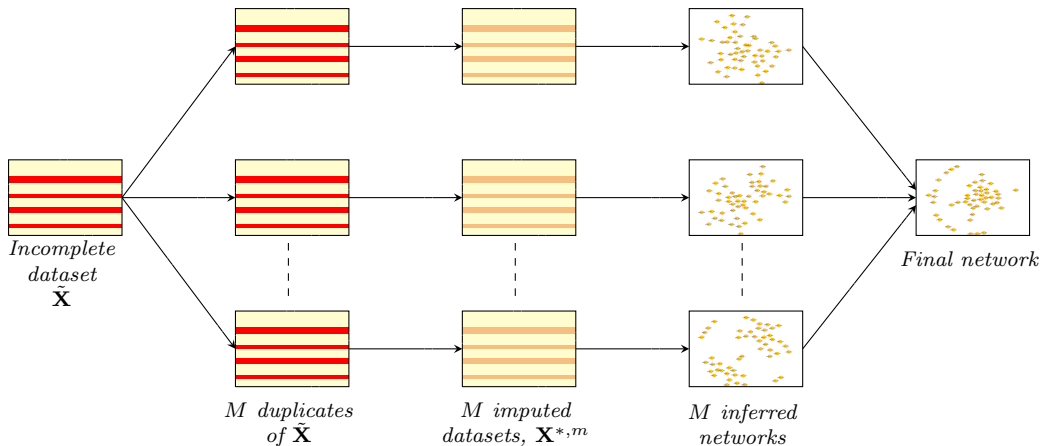 Incomplete
dataset
X̃
M duplicates
of X̃
M imputed
datasets, X*,m
M inferred
networks
Final network